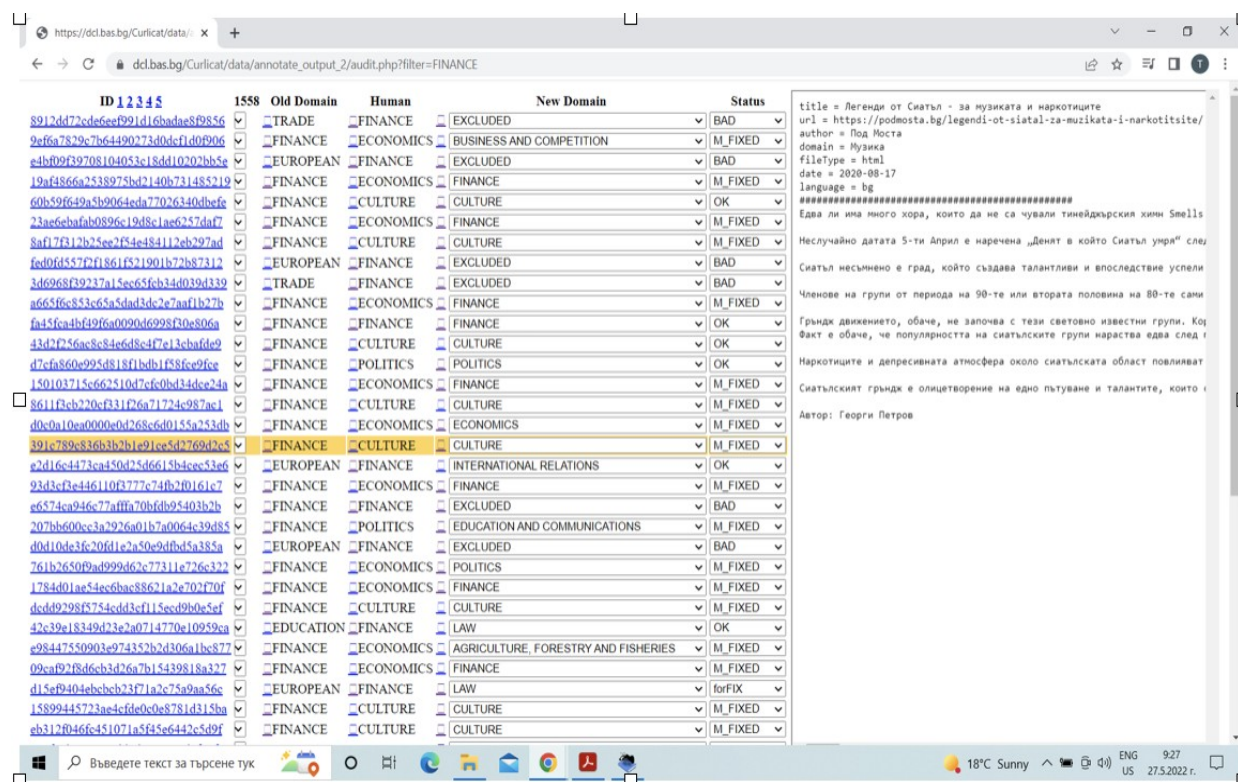 https://dcl.bas.bg/Curlicat/data/
dcl.bas.bg/Curlicat/data/annotate_output_2/audit.php?filter=FINANCE
ID 1 2 3 4 5 1558 Old Domain Human New Domain Status
8912dd72cde6eef991d16badae8f9856 TRADE FINANCE EXCLUDED BAD
9ef6a7829c7b64490273d0dcf1d0f906 FINANCE ECONOMICS BUSINESS AND COMPETITION M_FIXED
e4bf09f39708104053c18dd10202bb5e EUROPEAN FINANCE EXCLUDED BAD
19af4866a2538975bd2140b731485219 FINANCE ECONOMICS FINANCE M_FIXED
60b59f649a5b9064eda77026340dbefe FINANCE CULTURE CULTURE OK
23ae6ebafab0896c19d8c1ae6257daf7 FINANCE ECONOMICS FINANCE M_FIXED
8af17f312b25ee2f54e484112eb297ad FINANCE CULTURE CULTURE M_FIXED
fed0fd557f2f1861f521901b72b87312 EUROPEAN FINANCE EXCLUDED BAD
3d6968f39237a15ec65fcb34d039d339 TRADE FINANCE EXCLUDED BAD
a665f6c853c65a5dad3dc2e7aaf1b27b FINANCE ECONOMICS FINANCE M_FIXED
fa45fca4bf49f6a0090d6998f30e806a FINANCE FINANCE FINANCE OK
43d2f256ac8c84e6d8c4f7e13cbafde9 FINANCE CULTURE CULTURE OK
d7cfa860e995d818f1bdb1f58fce9fce FINANCE POLITICS POLITICS OK
150103715c662510d7cfc0bd34dce24a FINANCE ECONOMICS FINANCE M_FIXED
8611f3cb220cf331f26a71724c987ac1 FINANCE CULTURE CULTURE M_FIXED
d0c0a10ea0000e0d268c6d0155a253db FINANCE ECONOMICS ECONOMICS M_FIXED
391c789c836b3b2b1e91ce5d2769d2c5 FINANCE CULTURE CULTURE M_FIXED
e2d16c4473ca450d25d6615b4cec53e6 EUROPEAN FINANCE INTERNATIONAL RELATIONS OK
93d3cf3e446110f3777c74fb2f0161c7 FINANCE ECONOMICS FINANCE M_FIXED
e6574ca946c77afffa70bfdb95403b2b FINANCE FINANCE EXCLUDED BAD
207bb600cc3a2926a01b7a0064c39d85 FINANCE POLITICS EDUCATION AND COMMUNICATIONS M_FIXED
d0d10de3fc20fd1e2a50e9dfbd5a385a EUROPEAN FINANCE EXCLUDED BAD
761b2650f9ad999d62c77311e726c322 FINANCE ECONOMICS POLITICS M_FIXED
1784d01ae54ec6bac88621a2e702f70f FINANCE ECONOMICS FINANCE M_FIXED
dcdd9298f5754cdd3cf115ecd9b0e5ef FINANCE CULTURE CULTURE M_FIXED
42c39e18349d23e2a0714770e10959ca EDUCATION FINANCE LAW OK
e98447550903e974352b2d306a1bc877 FINANCE ECONOMICS AGRICULTURE, FORESTRY AND FISHERIES M_FIXED
09caf92f8d6cb3d26a7b15439818a327 FINANCE ECONOMICS FINANCE M_FIXED
d15ef9404ebcbcb23f71a2c75a9aa56c EUROPEAN FINANCE LAW forFIX
15899445723ae4cfde0c0e8781d315ba FINANCE CULTURE CULTURE M_FIXED
eb312f046fc451071a5f45e6442c5d9f FINANCE CULTURE CULTURE M_FIXED
title = Легенди от Сиатъл - за музиката и наркотиците
url = https://podmosta.bg/legendi-ot-siatal-za-muzikata-i-narkotitsite/
author = Под Моста
domain = Музика
fileType = html
date = 2020-08-17
language = bg
################################################
Едва ли има много хора, които да не са чували тинейджърския химн Smells
Неслучайно датата 5-ти Април е наречена „Денят в който Сиатъл умря“ след
Сиатъл несъмнено е град, който създава талантливи и впоследствие успели
Членове на групи от периода на 90-те или втората половина на 80-те сами
Гръндж движението, обаче, не започва с тези световно известни групи. Кор
Факт е обаче, че популярността на сиатълските групи нараства едва след
Наркотиците и депресивната атмосфера около сиатълската област повлияват
Сиатълският гръндж е олицетворение на едно пътуване и талантите, които
Автор: Георги Петров
Въведете текст за търсене тук
18°C Sunny ENG 9:27
US 27.5.2022 г.